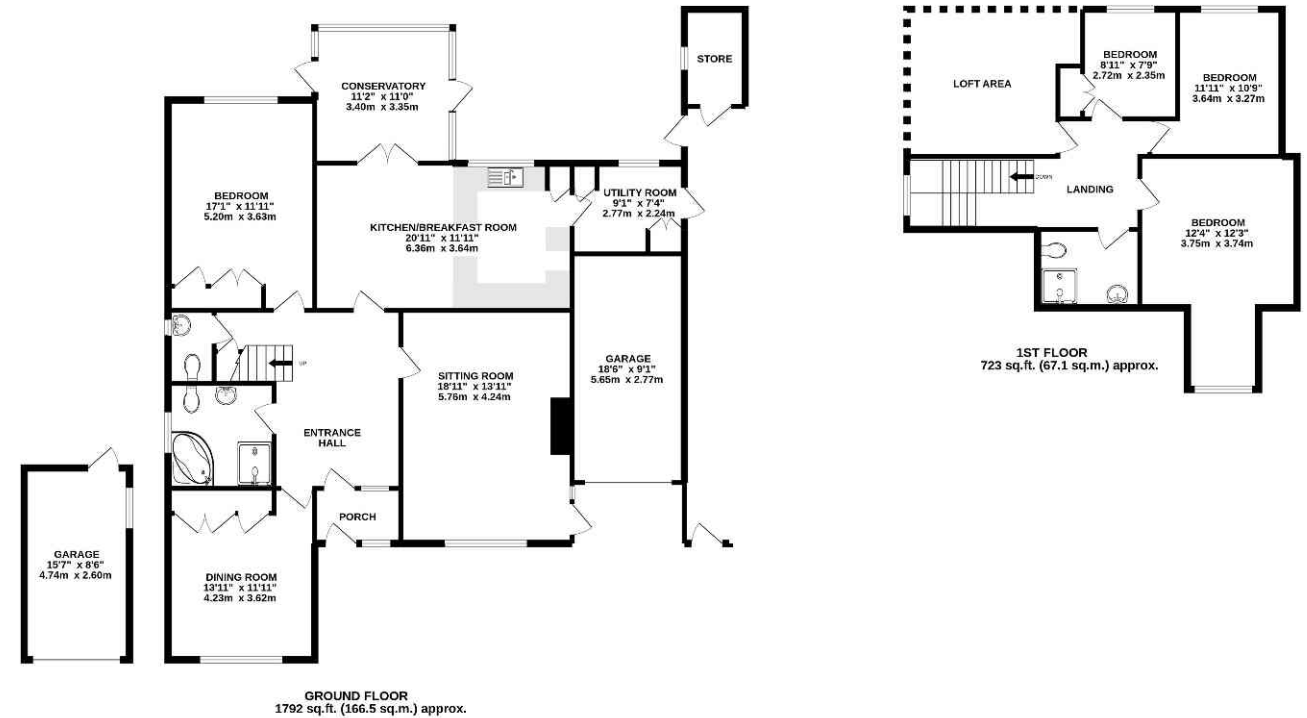 STORE
CONSERVATORY
11'2" x 11'0"
3.40m x 3.35m
BEDROOM
17'1" x 11'11"
5.20m x 3.63m
KITCHEN/BREAKFAST ROOM
20'11" x 11'11"
6.36m x 3.64m
UTILITY ROOM
9'1" x 7'4"
2.77m x 2.24m
UP
SITTING ROOM
18'11" x 13'11"
5.76m x 4.24m
GARAGE
18'6" x 9'1"
5.65m x 2.77m
ENTRANCE
HALL
PORCH
GARAGE
15'7" x 8'6"
4.74m x 2.60m
DINING ROOM
13'11" x 11'11"
4.23m x 3.62m
GROUND FLOOR
1792 sq.ft. (166.5 sq.m.) approx.
LOFT AREA
BEDROOM
8'11" x 7'9"
2.72m x 2.35m
BEDROOM
11'11" x 10'9"
3.64m x 3.27m
DOWN
LANDING
BEDROOM
12'4" x 12'3"
3.75m x 3.74m
1ST FLOOR
723 sq.ft. (67.1 sq.m.) approx.